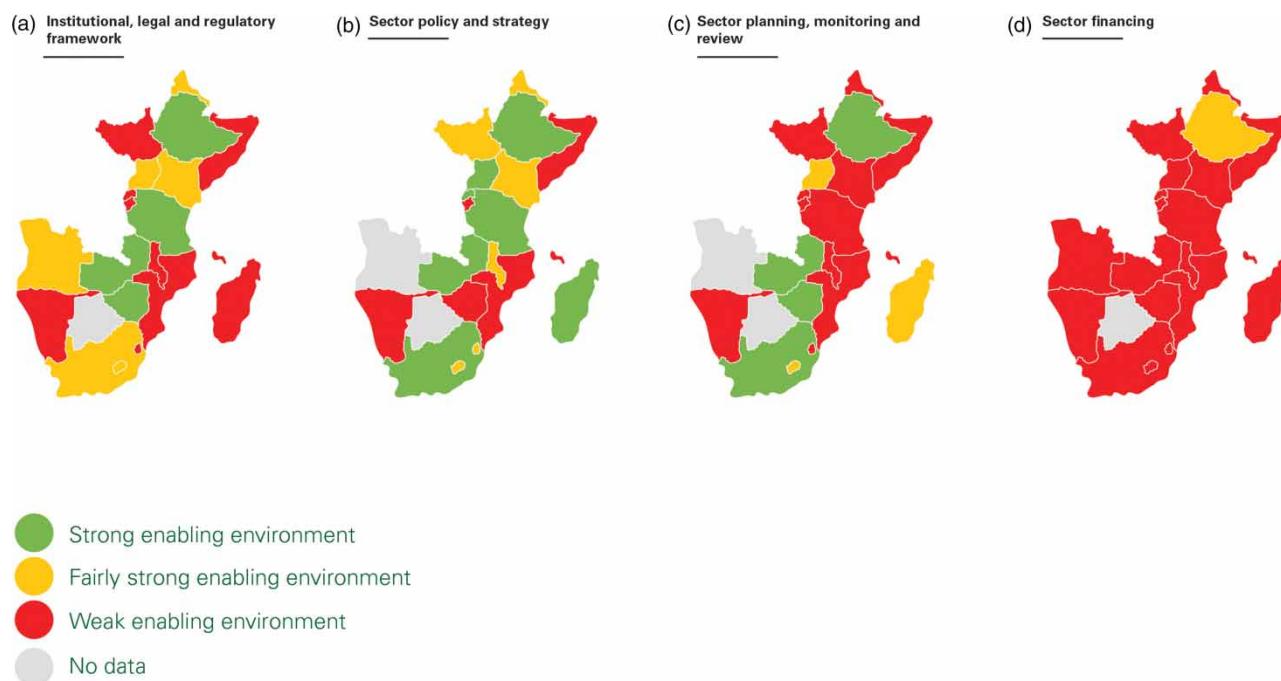 (a) Institutional, legal and regulatory
framework
(b) Sector policy and strategy
(c) Sector planning, monitoring and
review
(d) Sector financing
Strong enabling environment
Fairly strong enabling environment
Weak enabling environment
No data